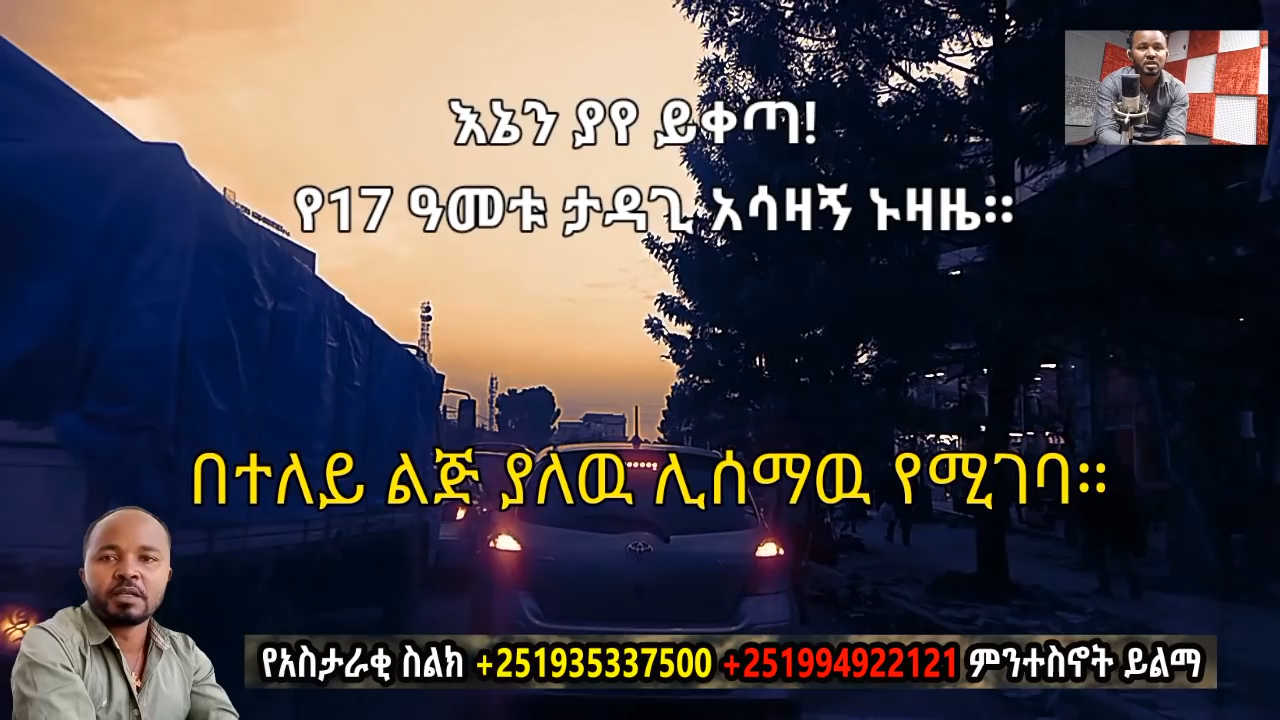 እኔን ያየ ይቀጣ!
የ17 ዓመቱ ታዳጊ አሳዛኝ ኑዛዜ።
በተለይ ልጅ ያለዉ ሊሰማዉ የሚገባ።
የአስታራቂ ስልክ +251935337500 +251994922121 ምንተስኖት ይልማ